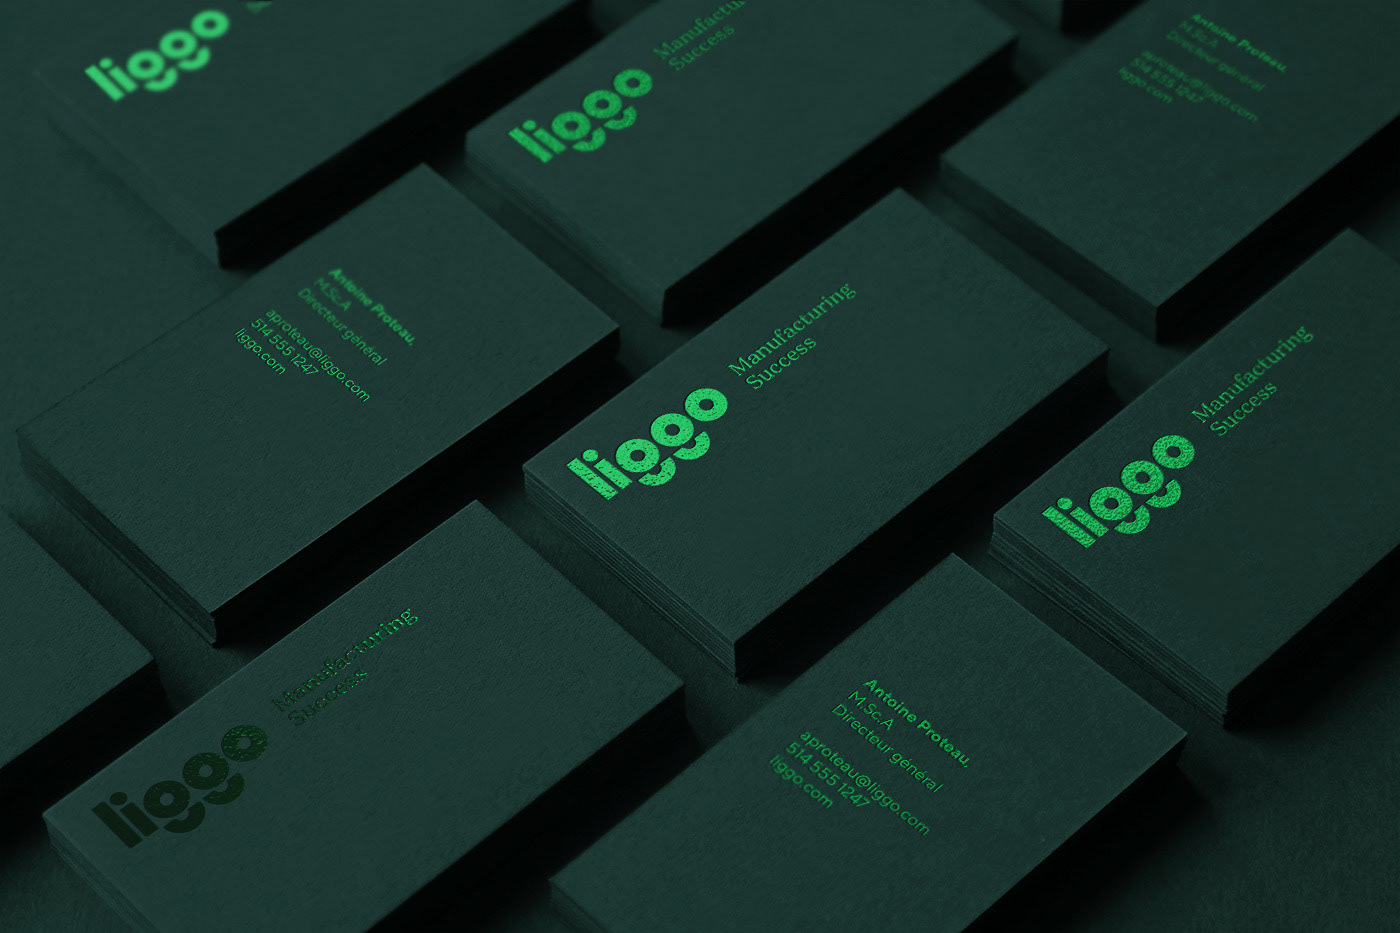 liggo
liggo
Manufactu
Success
Antoine Proteau,
M.Sc.A
Directeur général
aproteau@liggo.com
514 555 1247
liggo.com
Antoine Proteau,
M.Sc.A
Directeur général
aproteau@liggo.com
514 555 1247
liggo.com
liggo
Manufacturing
Success
liggo
Manufacturing
Success
liggo
Manufacturing
Success
Antoine Proteau,
M.Sc.A
Directeur général
aproteau@liggo.com
514 555 1247
liggo.com